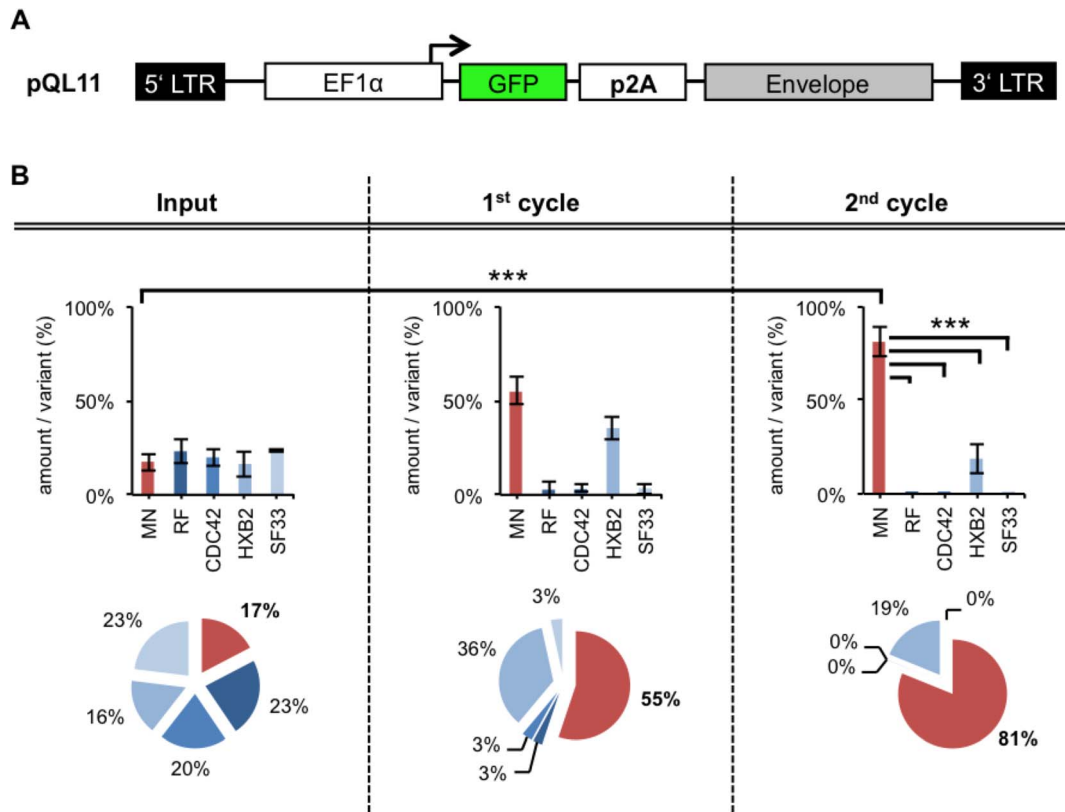 A
pQL11 5' LTR EF1α GFP p2A Envelope 3' LTR
B
Input 1st cycle 2nd cycle
***
amount / variant (%)
100%
50%
0%
MN
RF
CDC42
HXB2
SF33
amount / variant (%)
100%
50%
0%
MN
RF
CDC42
HXB2
SF33
amount / variant (%)
100%
50%
0%
***
MN
RF
CDC42
HXB2
SF33
23%
17%
16%
23%
20%
3%
36%
55%
3%
3%
19%
0%
0%
0%
81%